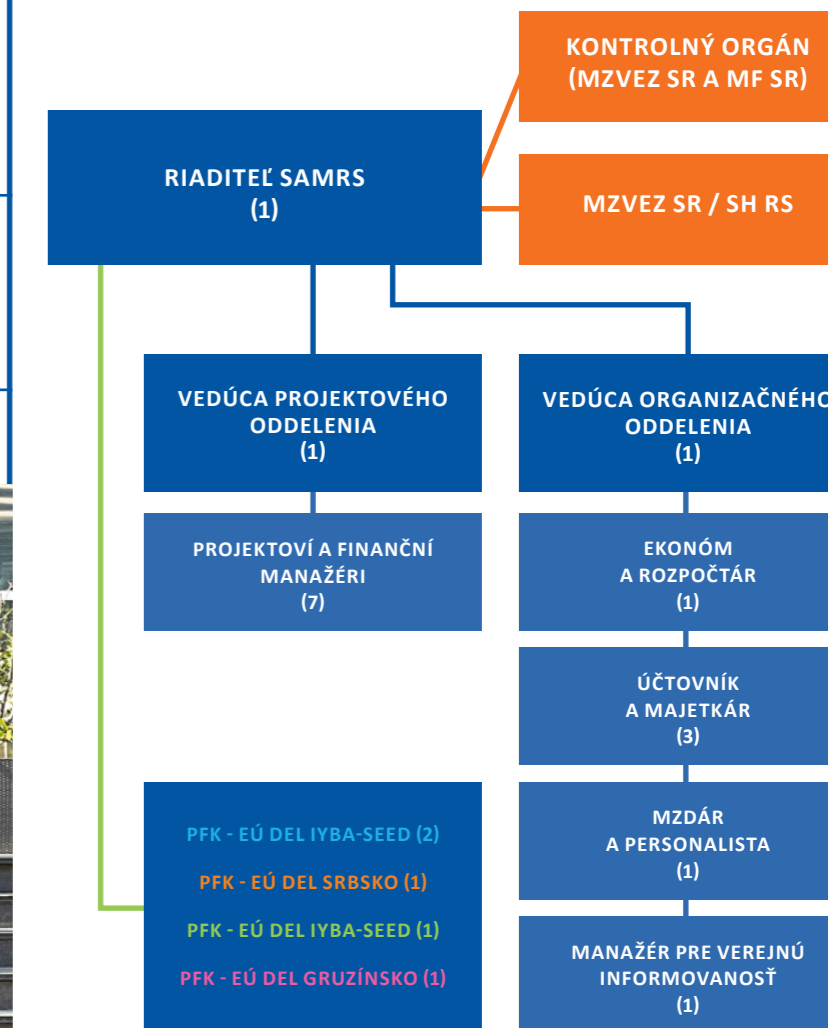 KONTROLNÝ ORGÁN
(MZVEZ SR A MF SR)
RIADITEĽ SAMRS
(1)
MZVEZ SR / SH RS
VEDÚCA PROJEKTOVÉHO
ODDELENIA
(1)
VEDÚCA ORGANIZAČNÉHO
ODDELENIA
(1)
PROJEKTOVÍ A FINANČNÍ
MANAŽÉRI
(7)
EKONÓM
A ROZPOČTÁR
(1)
ÚČTOVNÍK
A MAJETKÁR
(3)
PFK - EÚ DEL IYBA-SEED (2)
PFK - EÚ DEL SRBSKO (1)
PFK - EÚ DEL IYBA-SEED (1)
PFK - EÚ DEL GRUZÍNSKO (1)
MZDÁR
A PERSONALISTA
(1)
MANAŽÉR PRE VEREJNÚ
INFORMOVANOSŤ
(1)